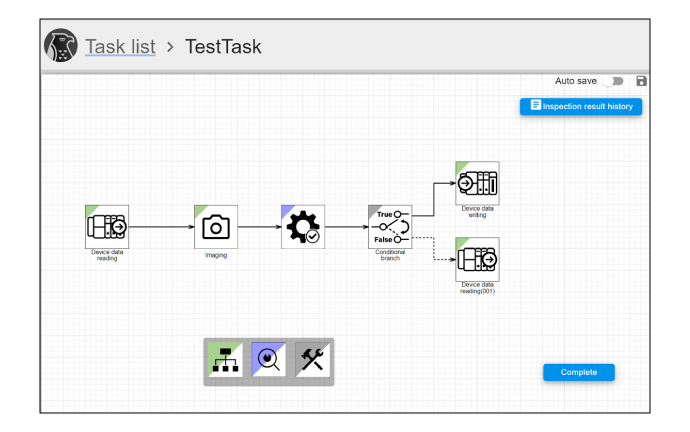 Task list > TestTask
Auto save
Inspection result history
Device data
reading
Imaging
True
False
Conditional
branch
Device data
writing
Device data
reading(001)
Complete